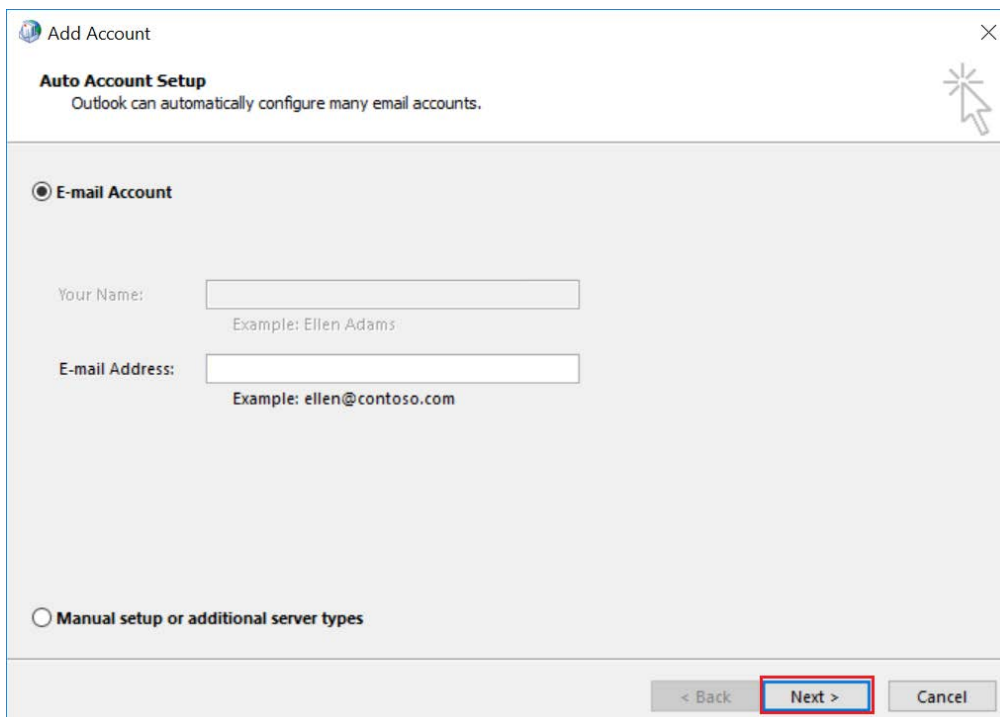 Add Account
Auto Account Setup
Outlook can automatically configure many email accounts.
E-mail Account
Your Name:
Example: Ellen Adams
E-mail Address:
Example: ellen@contoso.com
Manual setup or additional server types
< Back Next > Cancel